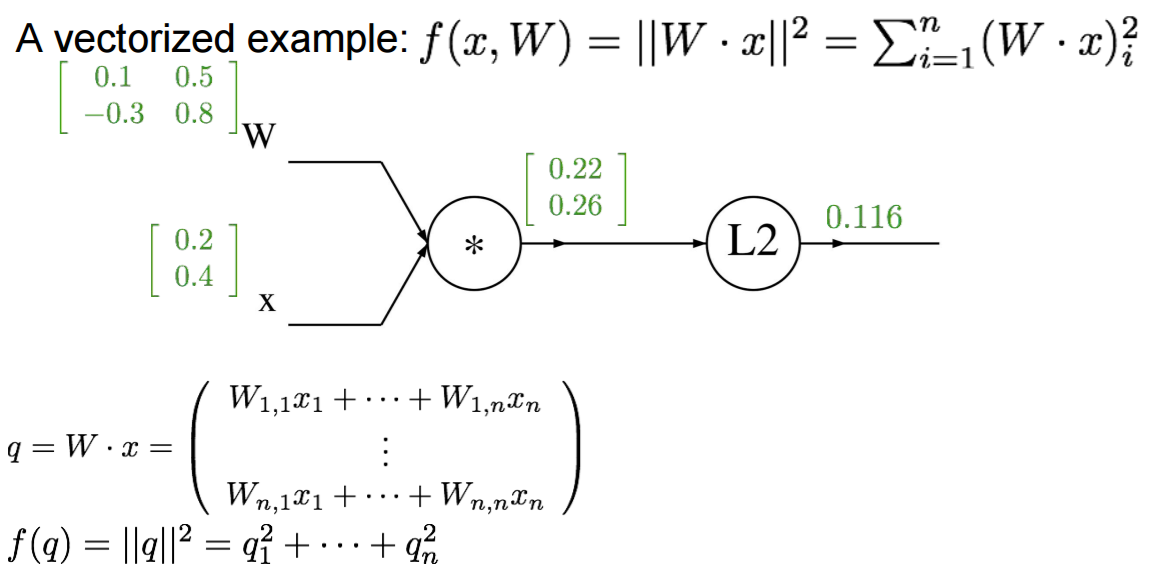 A vectorized example: f(x, W) = ||W · x||² = ∑ⁿᵢ₌₁(W · x)ᵢ²
[ 0.1 0.5
−0.3 0.8 ]
W
[ 0.22
0.26 ]
[ 0.2
0.4 ]
x
*
L2
0.116
q = W · x = ( W₁,₁x₁ + ··· + W₁,ₙxₙ
⋮
Wₙ,₁x₁ + ··· + Wₙ,ₙxₙ )
f(q) = ||q||² = q₁² + ··· + qₙ²